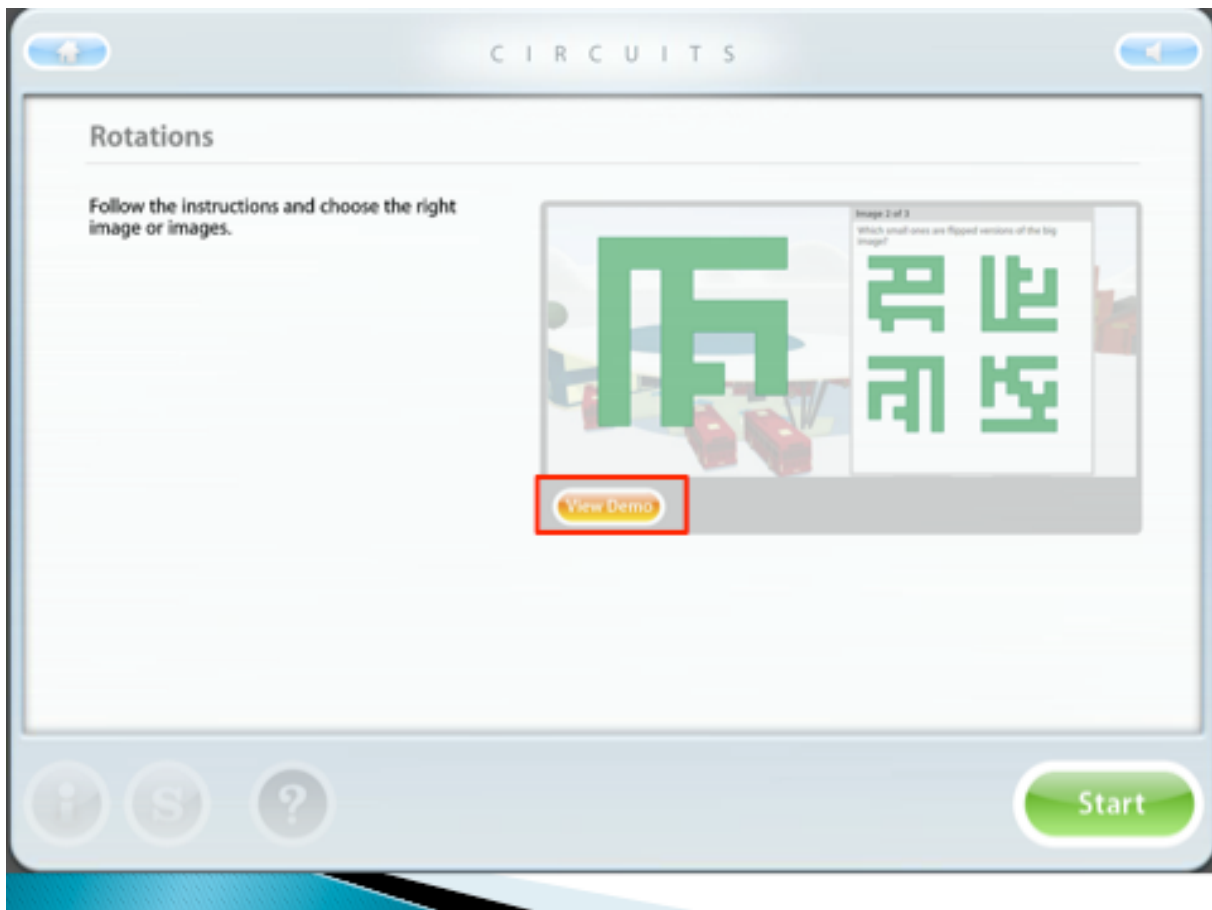 CIRCUITS
Rotations
Follow the instructions and choose the right
image or images.
Image 2 of 3
Which small ones are flipped versions of the big
image?
View Demo
i
S
?
Start